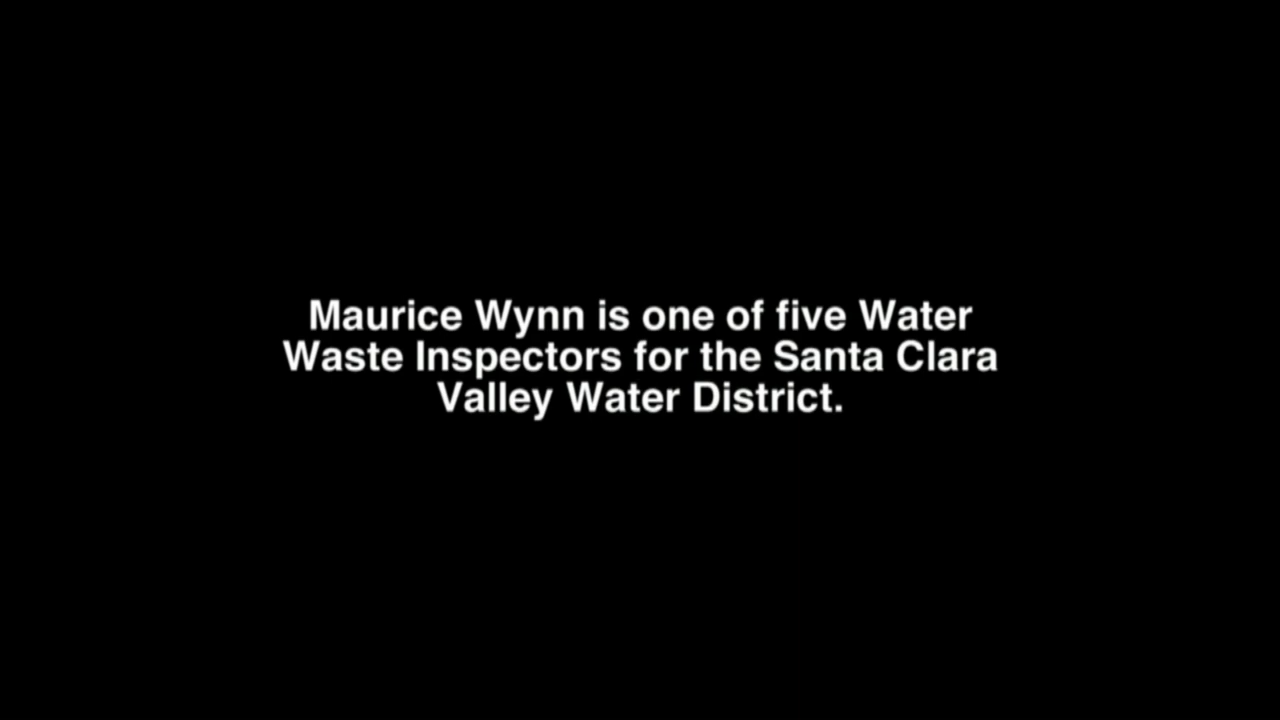 Maurice Wynn is one of five Water
Waste Inspectors for the Santa Clara
Valley Water District.